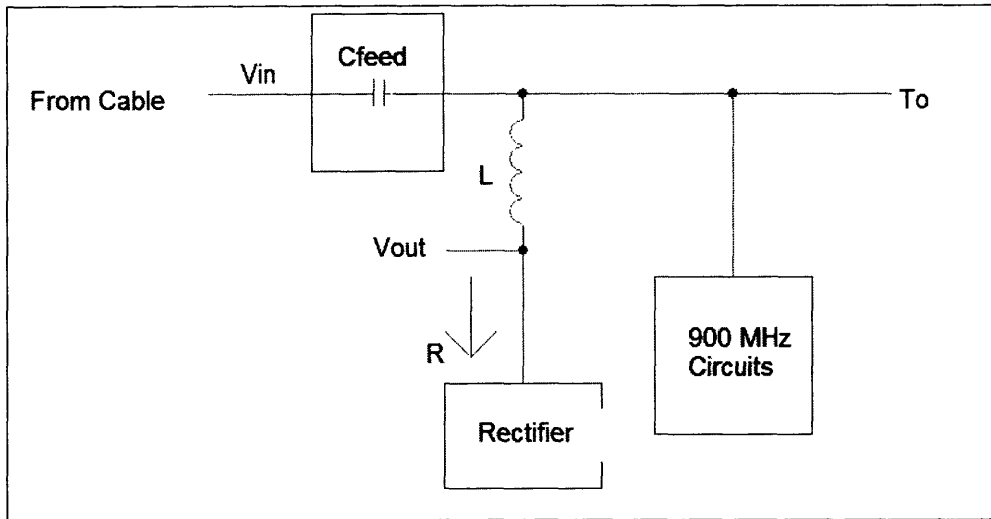 Cfeed
Vin
From Cable
To
L
Vout
R
900 MHz
Circuits
Rectifier